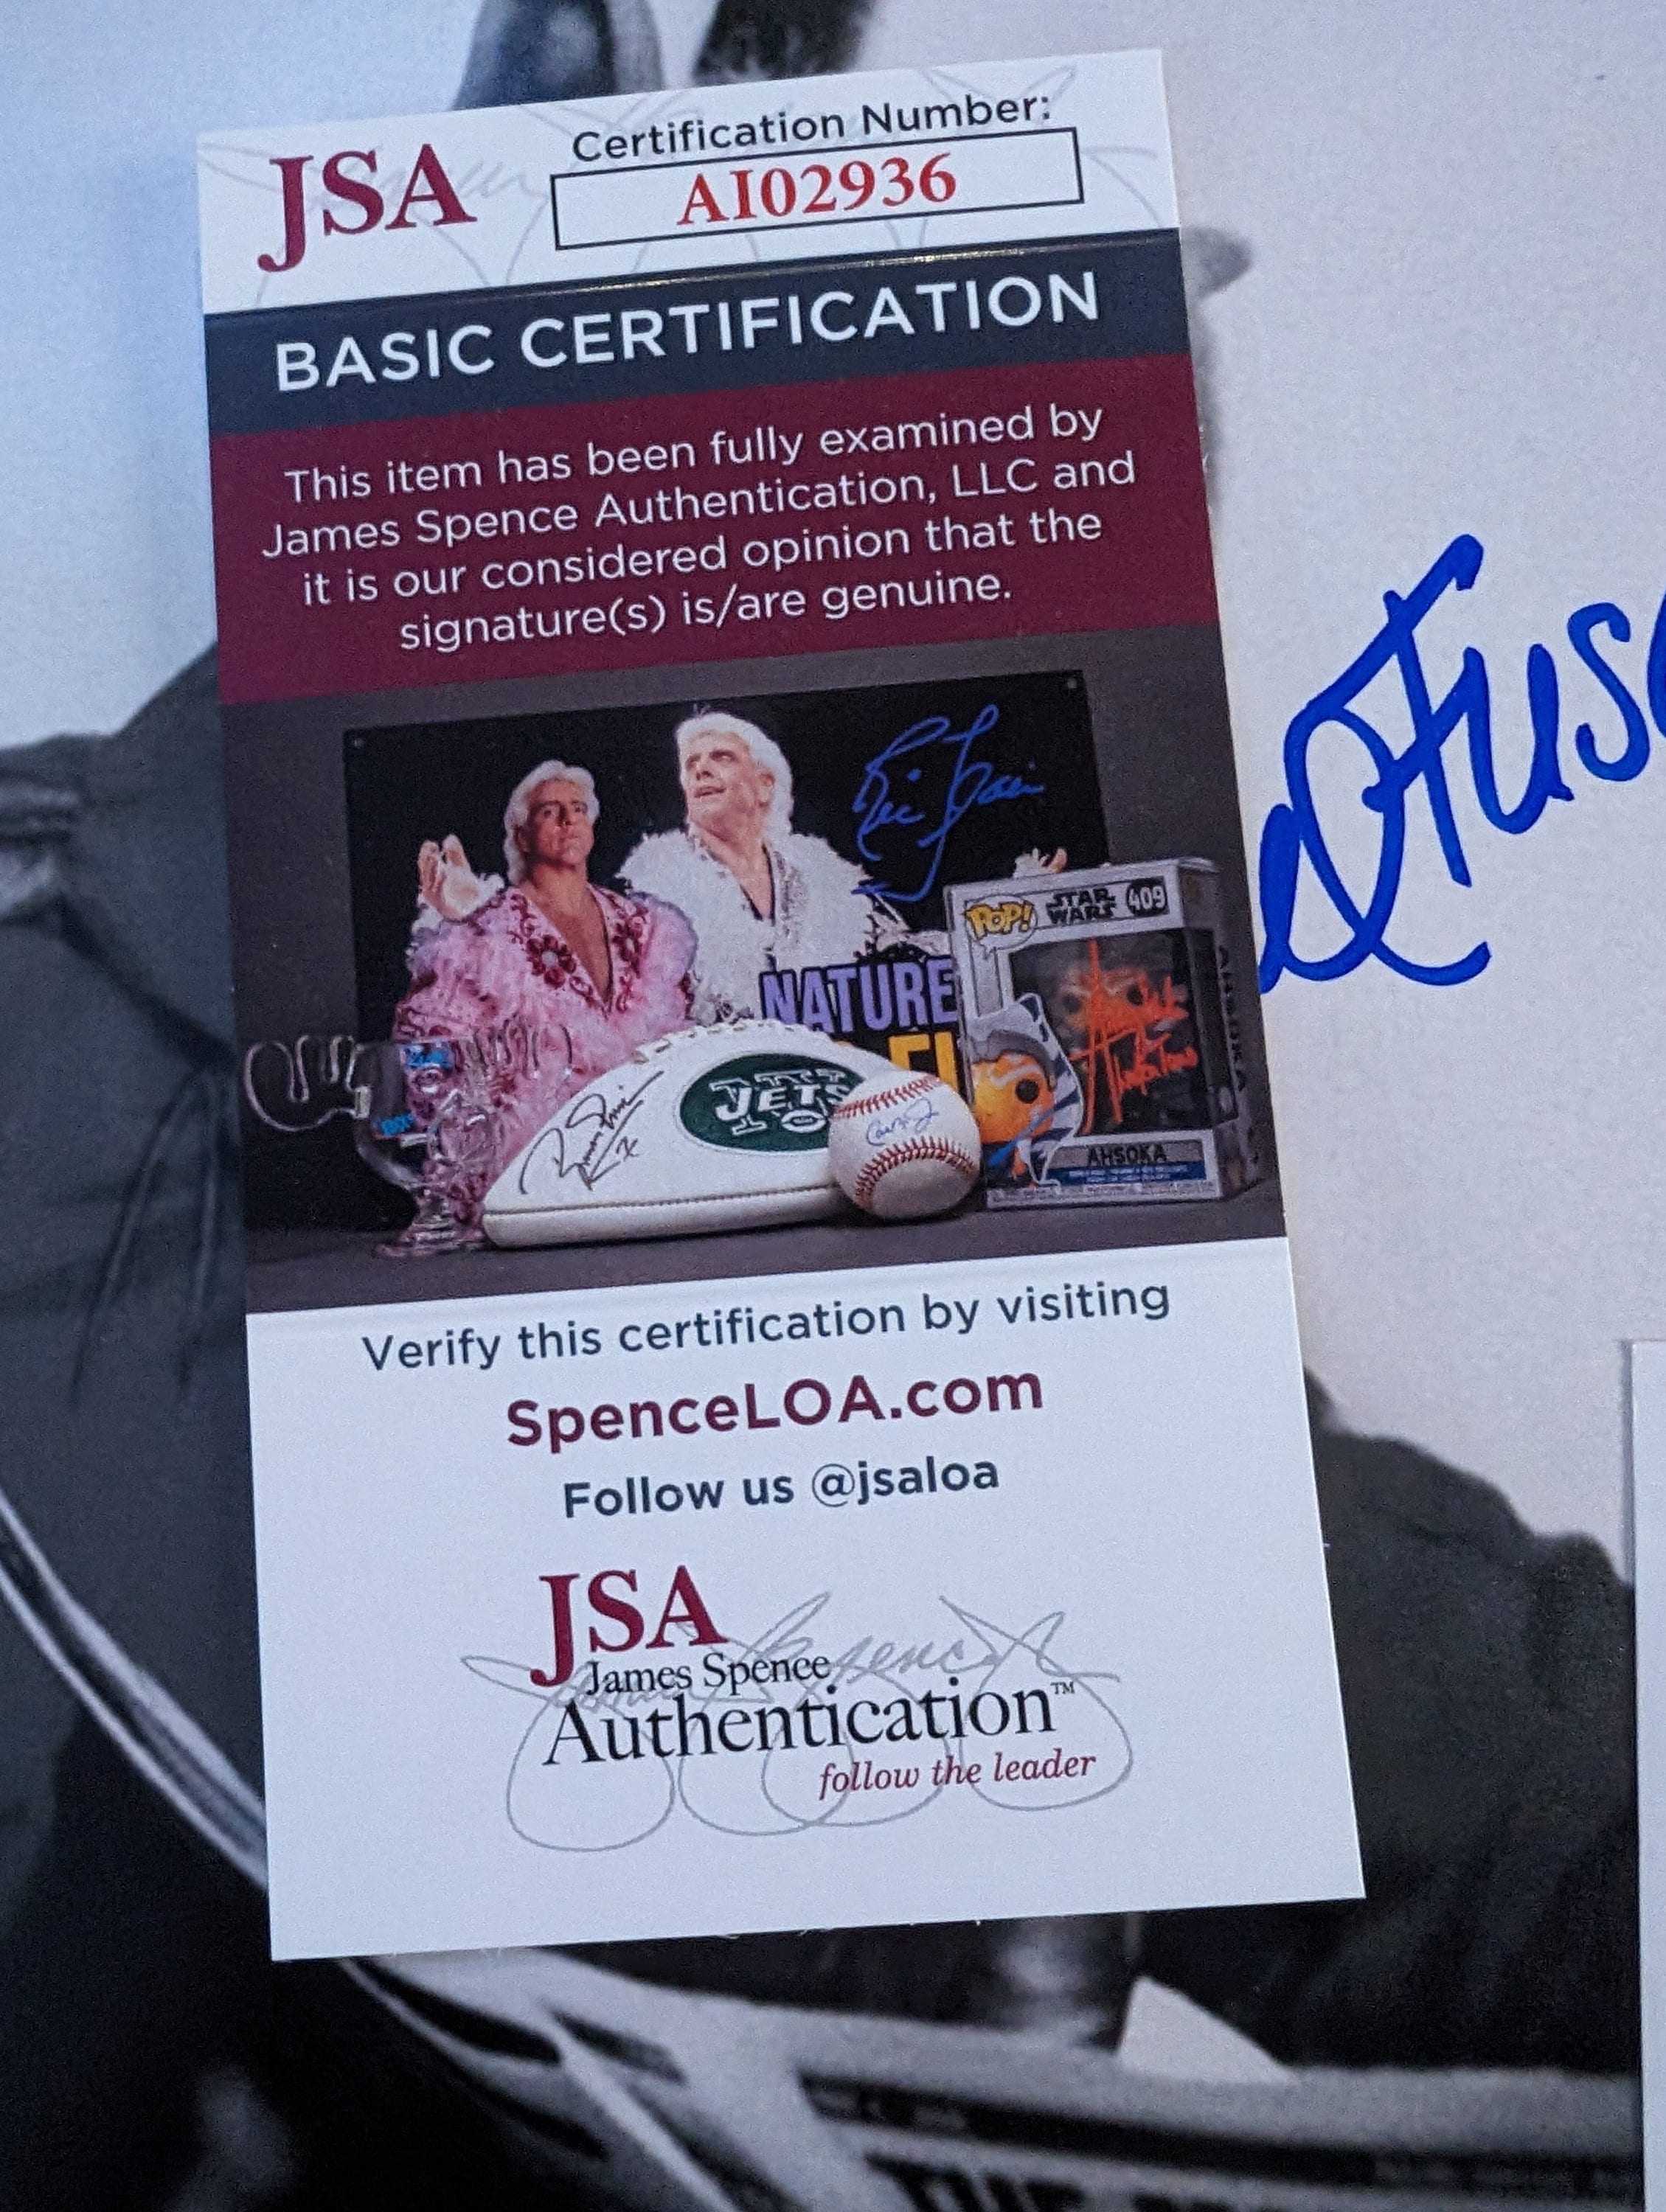 JSA
Certification Number:
AI02936
BASIC CERTIFICATION
This item has been fully examined by
James Spence Authentication, LLC and
it is our considered opinion that the
signature(s) is/are genuine.
POP!
STAR
WARS
409
NATURE
JETS
AHSOKA
AHSOKA
Verify this certification by visiting
SpenceLOA.com
Follow us @jsaloa
JSA
James Spence
Authentication™
follow the leader